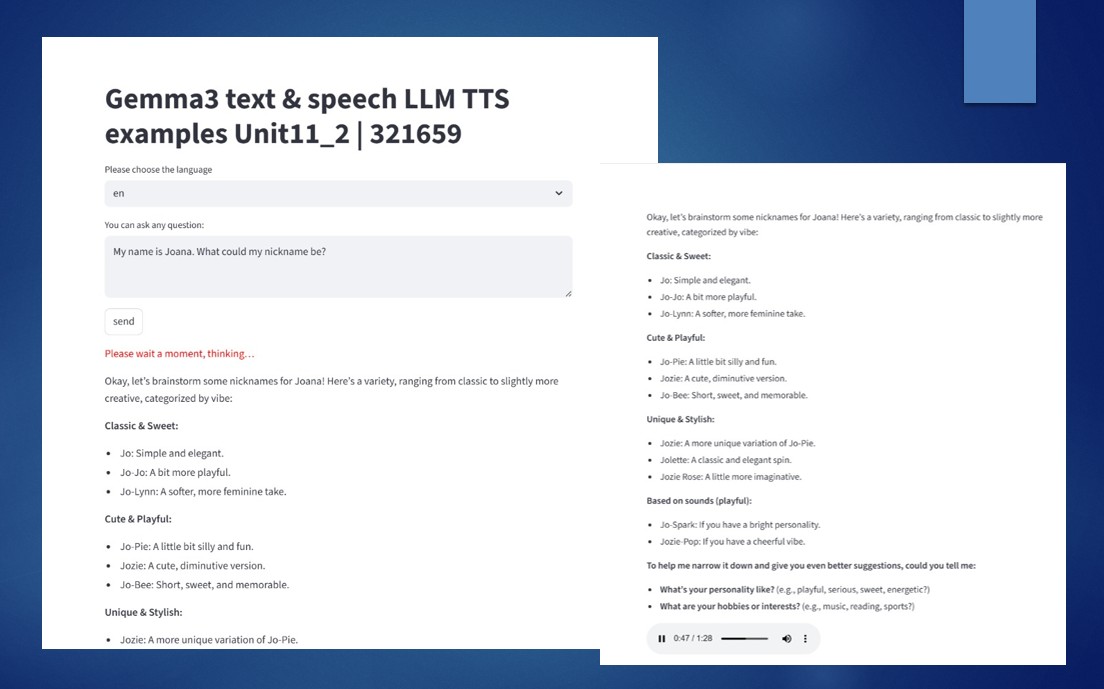 Gemma3 text & speech LLM TTS
examples Unit11_2 | 321659
Please choose the language
en
You can ask any question:
My name is Joana. What could my nickname be?
send
Please wait a moment, thinking…
Okay, let’s brainstorm some nicknames for Joana! Here’s a variety, ranging from classic to slightly more
creative, categorized by vibe:
Classic & Sweet:
• Jo: Simple and elegant.
• Jo-Jo: A bit more playful.
• Jo-Lynn: A softer, more feminine take.
Cute & Playful:
• Jo-Pie: A little bit silly and fun.
• Jozie: A cute, diminutive version.
• Jo-Bee: Short, sweet, and memorable.
Unique & Stylish:
• Jozie: A more unique variation of Jo-Pie.
Okay, let’s brainstorm some nicknames for Joana! Here’s a variety, ranging from classic to slightly more
creative, categorized by vibe:
Classic & Sweet:
• Jo: Simple and elegant.
• Jo-Jo: A bit more playful.
• Jo-Lynn: A softer, more feminine take.
Cute & Playful:
• Jo-Pie: A little bit silly and fun.
• Jozie: A cute, diminutive version.
• Jo-Bee: Short, sweet, and memorable.
Unique & Stylish:
• Jozie: A more unique variation of Jo-Pie.
• Jolette: A classic and elegant spin.
• Jozie Rose: A little more imaginative.
Based on sounds (playful):
• Jo-Spark: If you have a bright personality.
• Jozie-Pop: If you have a cheerful vibe.
To help me narrow it down and give you even better suggestions, could you tell me:
• What’s your personality like? (e.g., playful, serious, sweet, energetic?)
• What are your hobbies or interests? (e.g., music, reading, sports?)
0:47 / 1:28